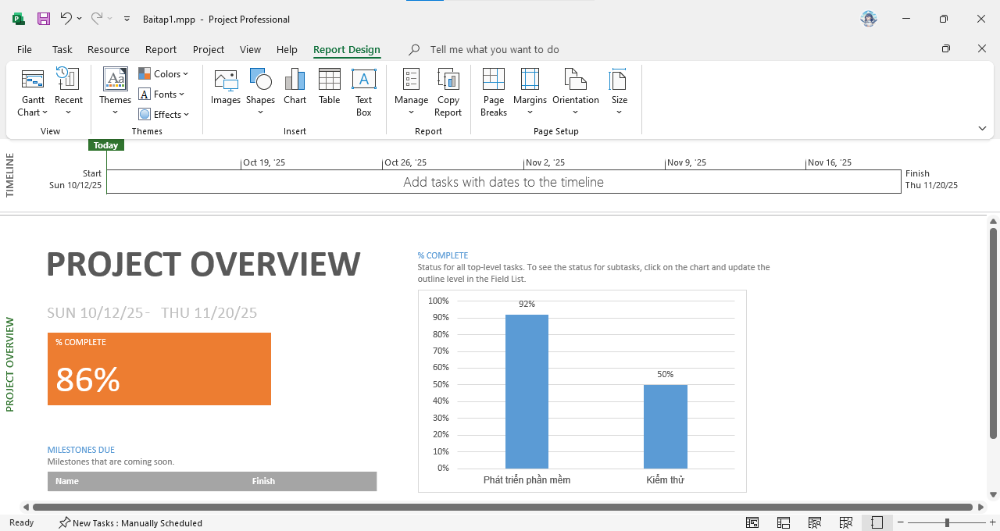 Baitap1.mpp - Project Professional
File Task Resource Report Project View Help Report Design Tell me what you want to do
Gantt Chart
Recent
View
Themes
Colors
Fonts
Effects
Themes
Images
Shapes
Chart
Table
Text Box
Insert
Manage
Copy Report
Report
Page Breaks
Margins
Orientation
Size
Page Setup
TIMELINE
Today
Oct 19, '25 Oct 26, '25 Nov 2, '25 Nov 9, '25 Nov 16, '25
Start
Sun 10/12/25
Add tasks with dates to the timeline
Finish
Thu 11/20/25
PROJECT OVERVIEW
PROJECT OVERVIEW
SUN 10/12/25 - THU 11/20/25
% COMPLETE
86%
MILESTONES DUE
Milestones that are coming soon.
Name Finish
% COMPLETE
Status for all top-level tasks. To see the status for subtasks, click on the chart and update the
outline level in the Field List.
100%
90%
80%
70%
60%
50%
40%
30%
20%
10%
0%
92%
50%
Phát triển phần mềm Kiểm thử
Ready New Tasks : Manually Scheduled